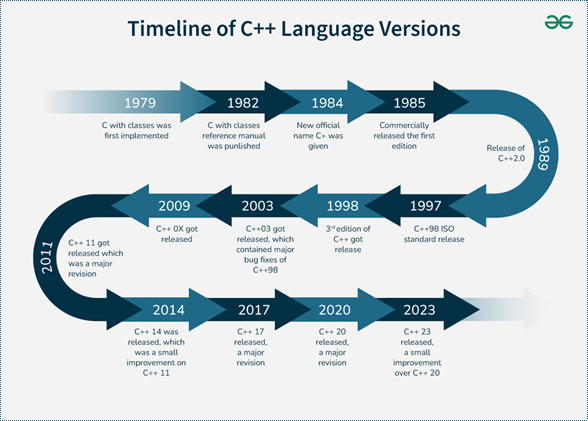 Timeline of C++ Language Versions
1979
C with classes was
first implemented
1982
C with classes
reference manual
was punlished
1984
New official
name C+ was
given
1985
Commercially
released the first
edition
1989
Release of
C++2.0
1997
C++98 ISO
standard release
1998
3rd edition of
C++ got
release
2003
C++03 got
released, which
contained major
bug fixes of
C++98
2009
C++ 0X got
released
2011
C++ 11 got
released which
was a major
revision
2014
C++ 14 was
released, which
was a small
improvement on
C++ 11
2017
C++ 17
released,
a major
revision
2020
C++ 20
released, a
major
revision
2023
C++ 23
released,
a small
improvement
over C++ 20